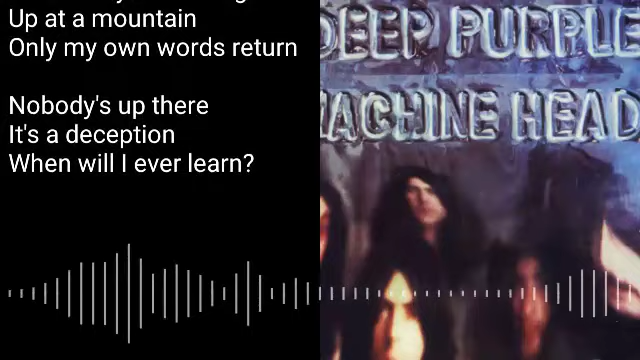 Up at a mountain
Only my own words return
Nobody's up there
It's a deception
When will I ever learn?
DEEP PURPLE
MACHINE HEAD